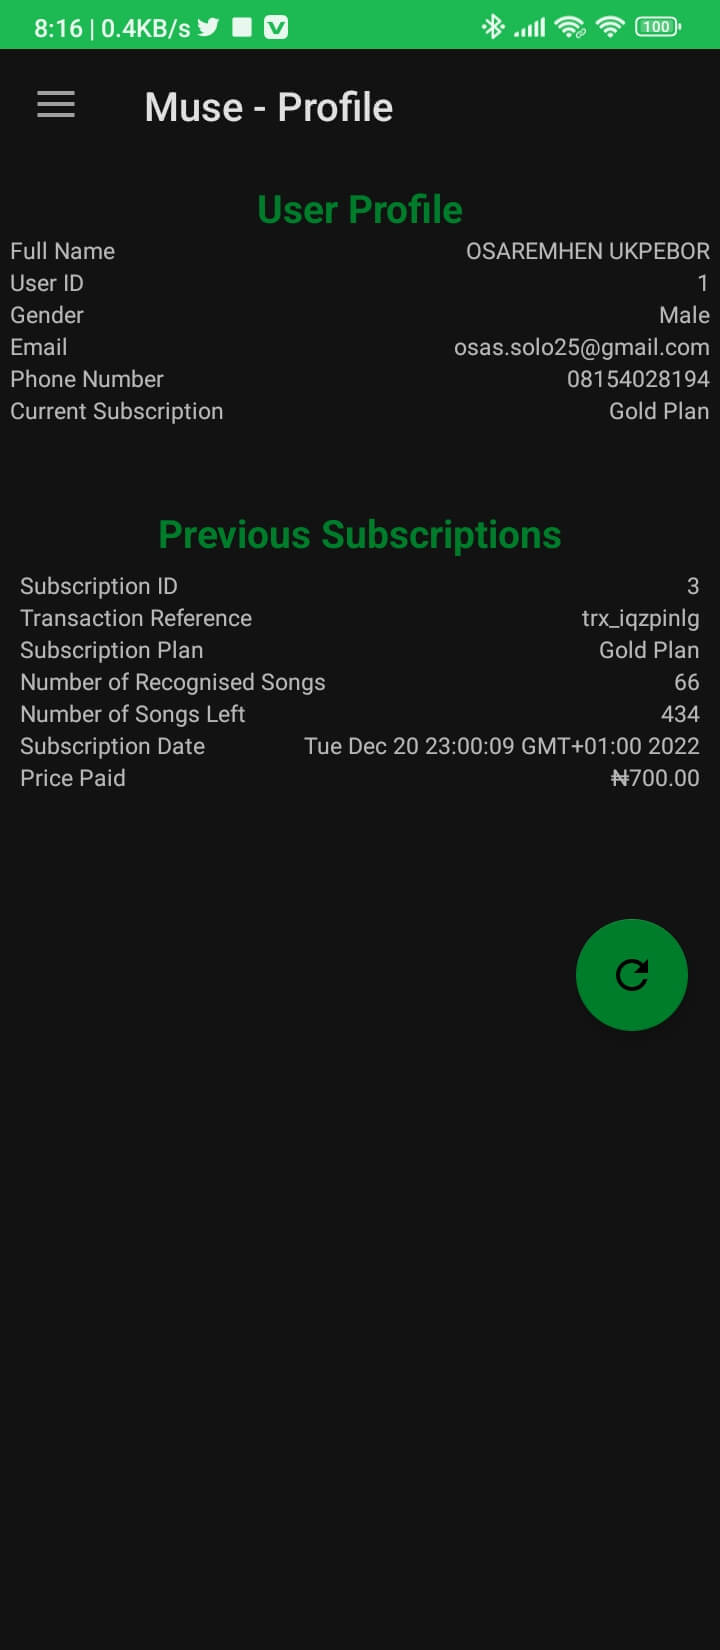 8:16 | 0.4KB/s 100
Muse - Profile
User Profile
Full Name OSAREMHEN UKPEBOR
User ID 1
Gender Male
Email osas.solo25@gmail.com
Phone Number 08154028194
Current Subscription Gold Plan
Previous Subscriptions
Subscription ID 3
Transaction Reference trx_iqzpinlg
Subscription Plan Gold Plan
Number of Recognised Songs 66
Number of Songs Left 434
Subscription Date Tue Dec 20 23:00:09 GMT+01:00 2022
Price Paid ₦700.00